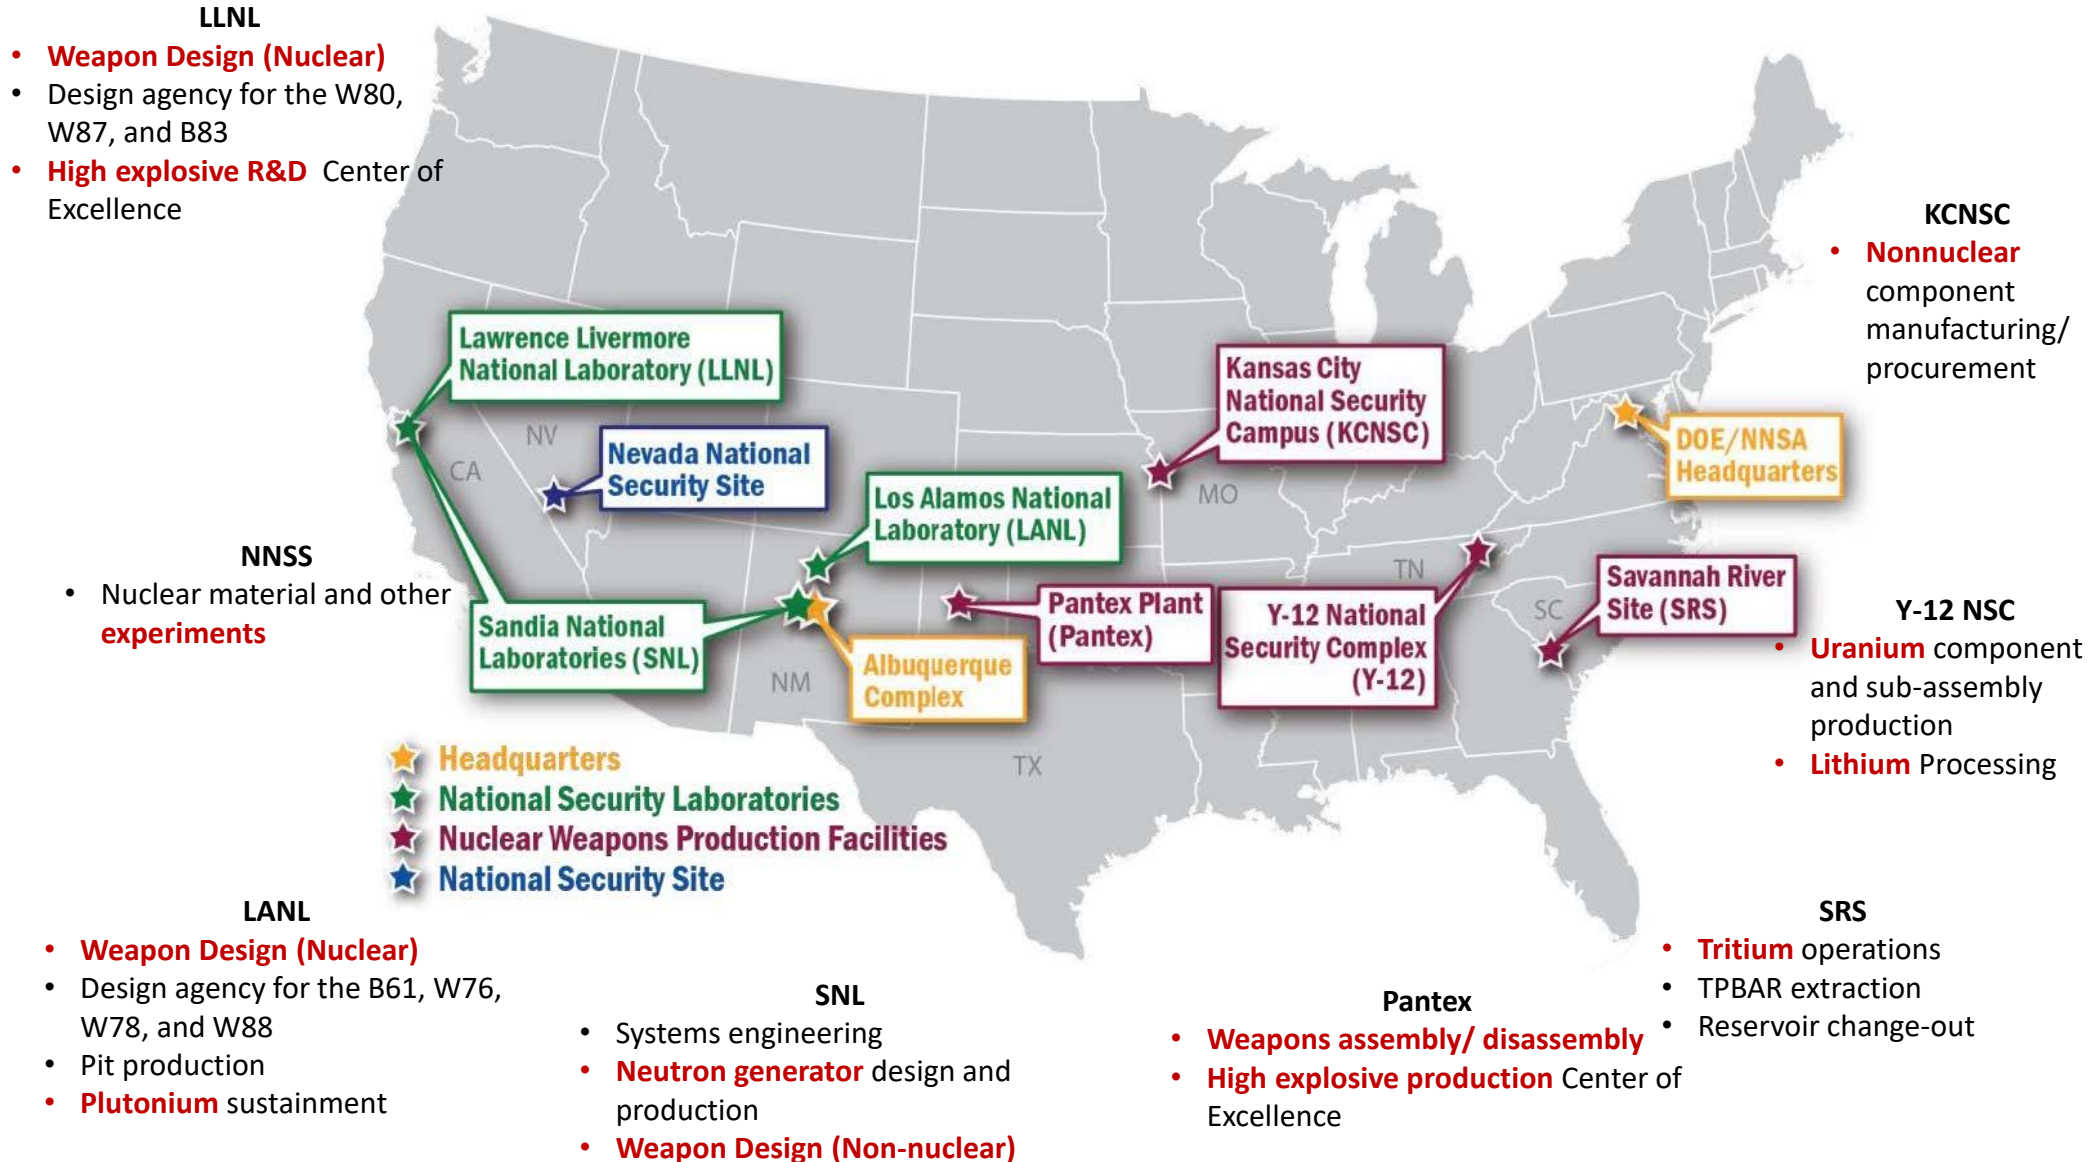 LLNL
• Weapon Design (Nuclear)
• Design agency for the W80,
W87, and B83
• High explosive R&D Center of
Excellence
KCNSC
• Nonnuclear
component
manufacturing/
procurement
Lawrence Livermore
National Laboratory (LLNL)
Kansas City
National Security
Campus (KCNSC)
DOE/NNSA
Headquarters
NV
CA
Nevada National
Security Site
Los Alamos National
Laboratory (LANL)
MO
NNSS
• Nuclear material and other
experiments
Sandia National
Laboratories (SNL)
NM
Albuquerque
Complex
Pantex Plant
(Pantex)
TN
Y-12 National
Security Complex
(Y-12)
SC
Savannah River
Site (SRS)
Y-12 NSC
• Uranium component
and sub-assembly
production
• Lithium Processing
TX
Headquarters
National Security Laboratories
Nuclear Weapons Production Facilities
National Security Site
LANL
• Weapon Design (Nuclear)
• Design agency for the B61, W76,
W78, and W88
• Pit production
• Plutonium sustainment
SNL
• Systems engineering
• Neutron generator design and
production
• Weapon Design (Non-nuclear)
Pantex
• Weapons assembly/ disassembly
• High explosive production Center of
Excellence
SRS
• Tritium operations
• TPBAR extraction
• Reservoir change-out